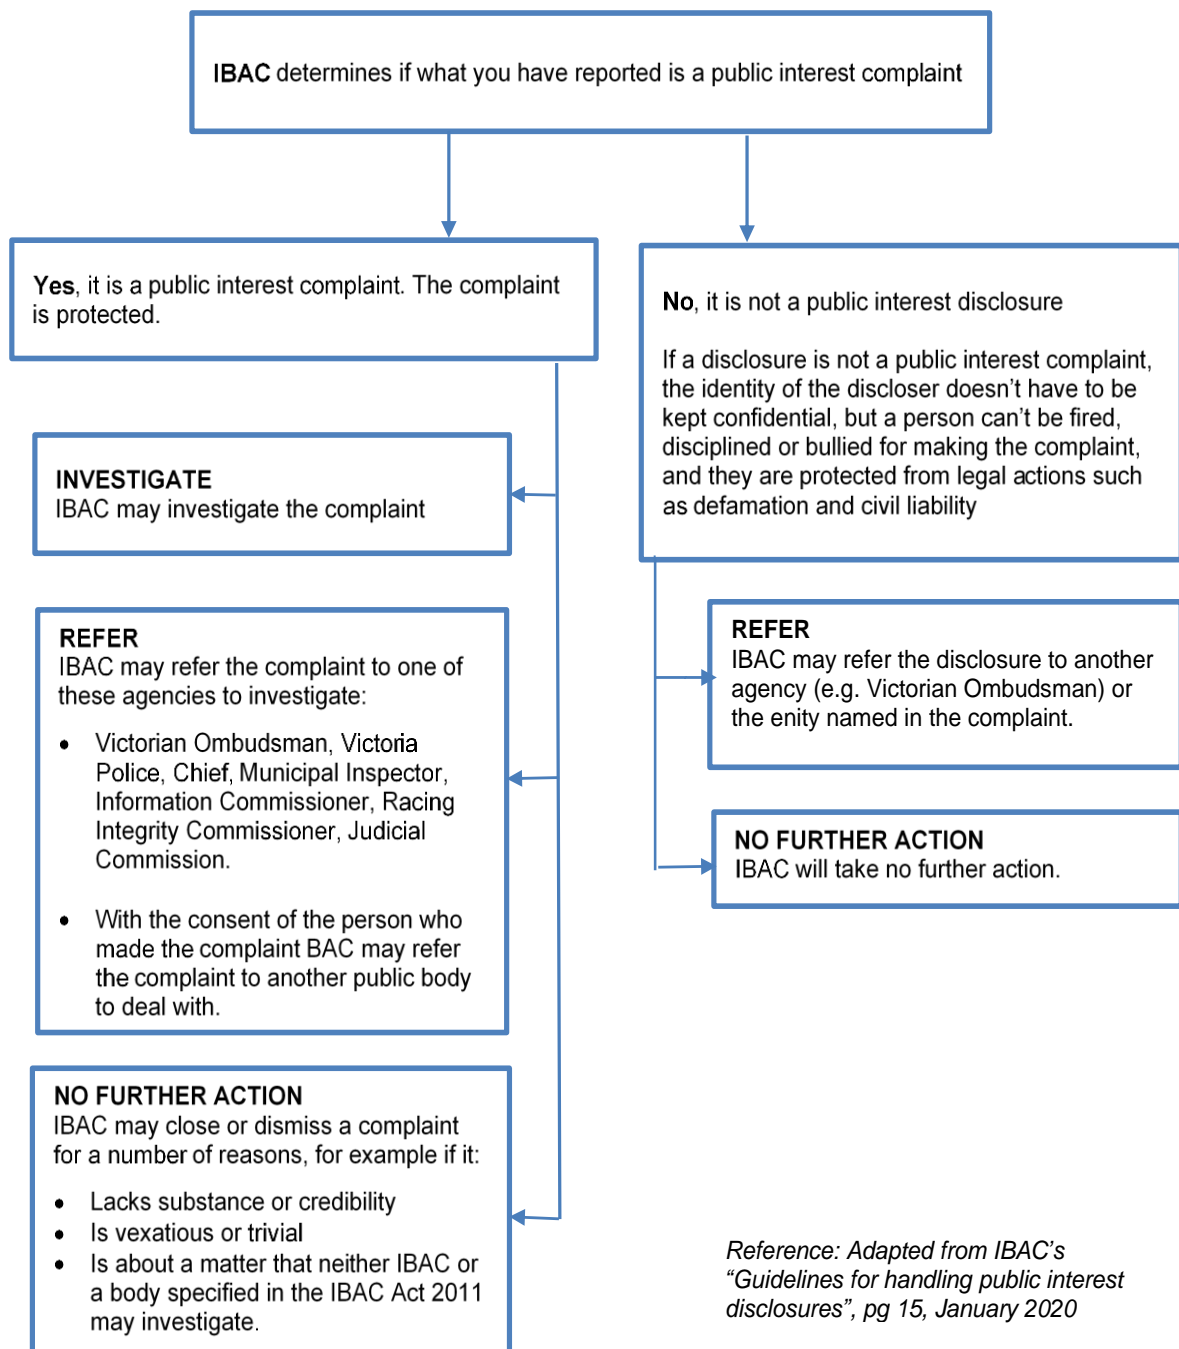 IBAC determines if what you have reported is a public interest complaint
Yes, it is a public interest complaint. The complaint
is protected.
INVESTIGATE
IBAC may investigate the complaint
REFER
IBAC may refer the complaint to one of
these agencies to investigate:
• Victorian Ombudsman, Victoria
Police, Chief, Municipal Inspector,
Information Commissioner, Racing
Integrity Commissioner, Judicial
Commission.
• With the consent of the person who
made the complaint BAC may refer
the complaint to another public body
to deal with.
NO FURTHER ACTION
IBAC may close or dismiss a complaint
for a number of reasons, for example if it:
• Lacks substance or credibility
• Is vexatious or trivial
• Is about a matter that neither IBAC or
a body specified in the IBAC Act 2011
may investigate.
No, it is not a public interest disclosure
If a disclosure is not a public interest complaint,
the identity of the discloser doesn’t have to be
kept confidential, but a person can’t be fired,
disciplined or bullied for making the complaint,
and they are protected from legal actions such
as defamation and civil liability
REFER
IBAC may refer the disclosure to another
agency (e.g. Victorian Ombudsman) or
the enity named in the complaint.
NO FURTHER ACTION
IBAC will take no further action.
Reference: Adapted from IBAC’s
“Guidelines for handling public interest
disclosures”, pg 15, January 2020